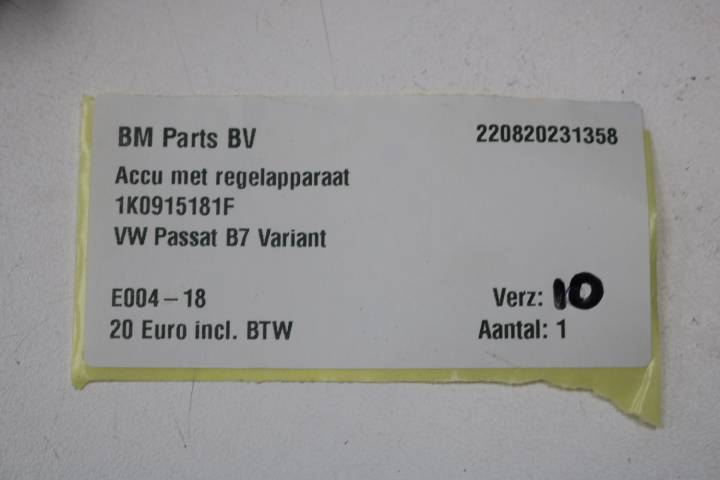 BM Parts BV 220820231358
Accu met regelapparaat
1K0915181F
VW Passat B7 Variant
E004-18 Verz: 10
20 Euro incl. BTW Aantal: 1